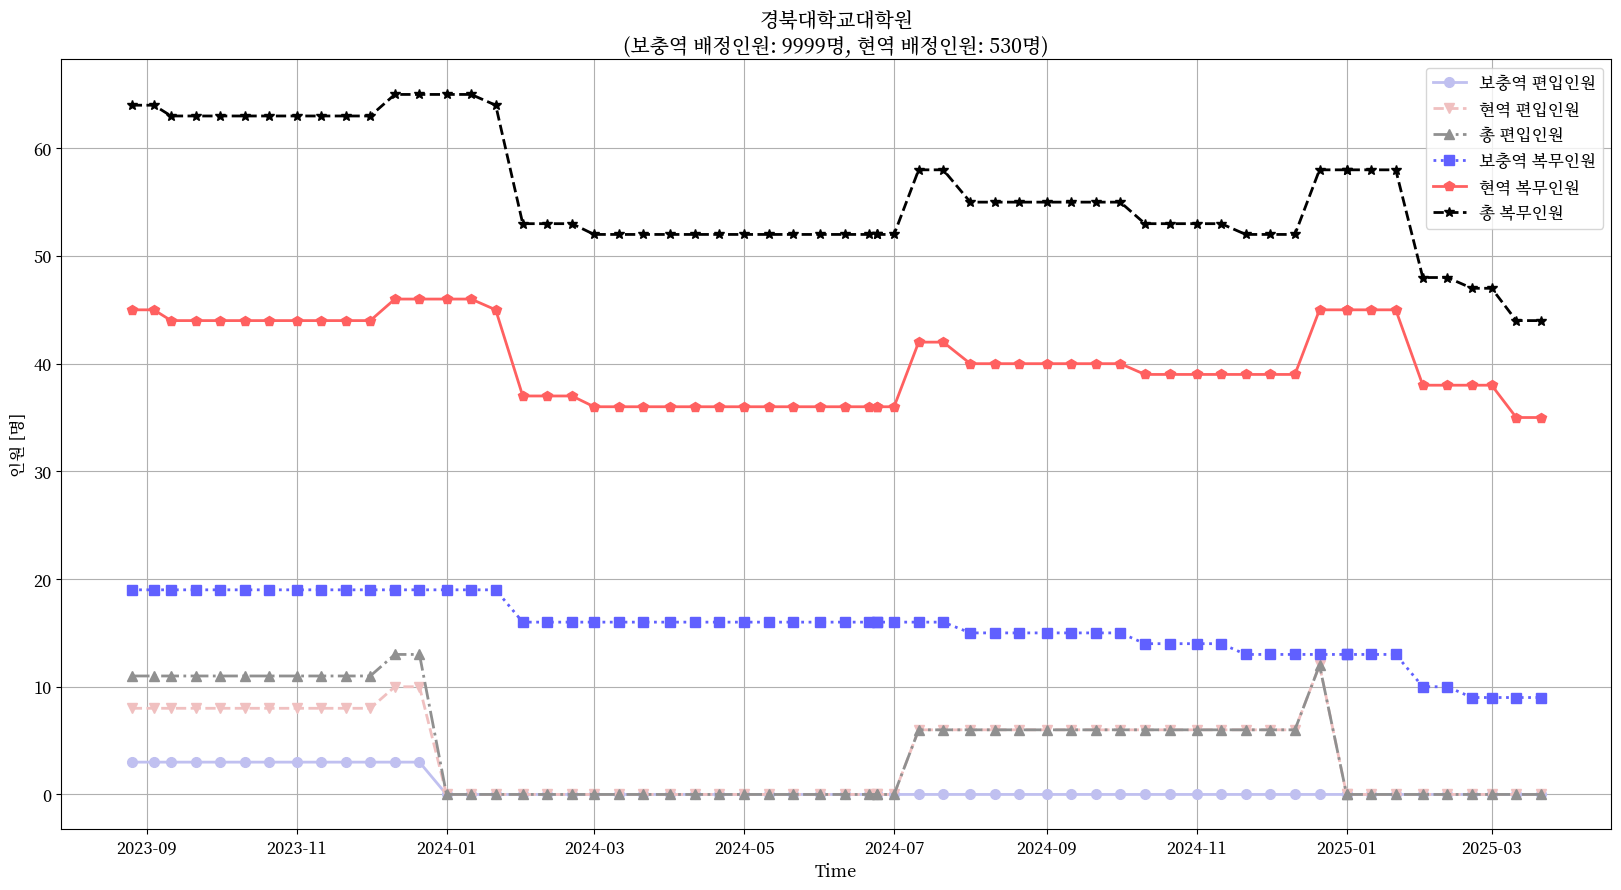 경북대학교대학원
(보충역 배정인원: 9999명, 현역 배정인원: 530명)
보충역 편입인원
현역 편입인원
총 편입인원
보충역 복무인원
현역 복무인원
총 복무인원
인원 [명]
60
50
40
30
20
10
0
2023-09
2023-11
2024-01
2024-03
2024-05
2024-07
2024-09
2024-11
2025-01
2025-03
Time